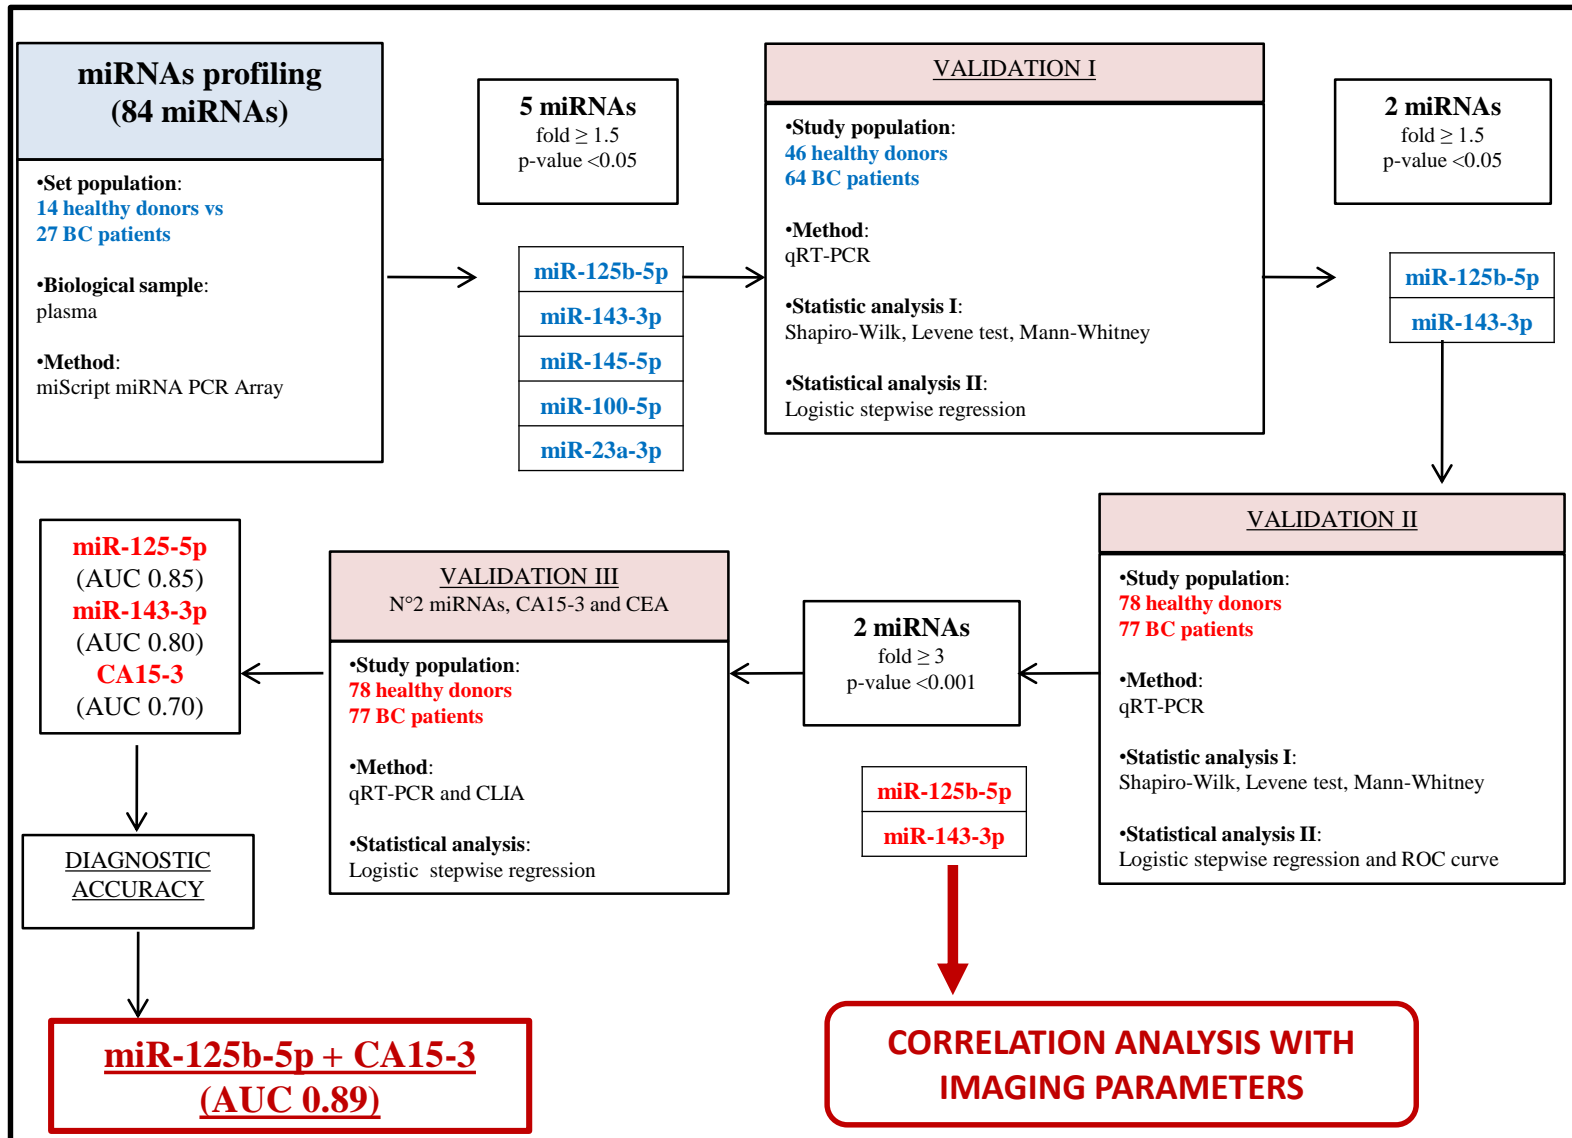 miRNAs profiling
(84 miRNAs)
•Set population:
14 healthy donors vs
27 BC patients
•Biological sample:
plasma
•Method:
miScript miRNA PCR Array
5 miRNAs
fold ≥ 1.5
p-value <0.05
miR-125b-5p
miR-143-3p
miR-145-5p
miR-100-5p
miR-23a-3p
VALIDATION I
•Study population:
46 healthy donors
64 BC patients
•Method:
qRT-PCR
•Statistic analysis I:
Shapiro-Wilk, Levene test, Mann-Whitney
•Statistical analysis II:
Logistic stepwise regression
2 miRNAs
fold ≥ 1.5
p-value <0.05
miR-125b-5p
miR-143-3p
VALIDATION II
•Study population:
78 healthy donors
77 BC patients
•Method:
qRT-PCR
•Statistic analysis I:
Shapiro-Wilk, Levene test, Mann-Whitney
•Statistical analysis II:
Logistic stepwise regression and ROC curve
2 miRNAs
fold ≥ 3
p-value <0.001
miR-125b-5p
miR-143-3p
VALIDATION III
N°2 miRNAs, CA15-3 and CEA
•Study population:
78 healthy donors
77 BC patients
•Method:
qRT-PCR and CLIA
•Statistical analysis:
Logistic stepwise regression
miR-125-5p
(AUC 0.85)
miR-143-3p
(AUC 0.80)
CA15-3
(AUC 0.70)
DIAGNOSTIC
ACCURACY
miR-125b-5p + CA15-3
(AUC 0.89)
CORRELATION ANALYSIS WITH
IMAGING PARAMETERS